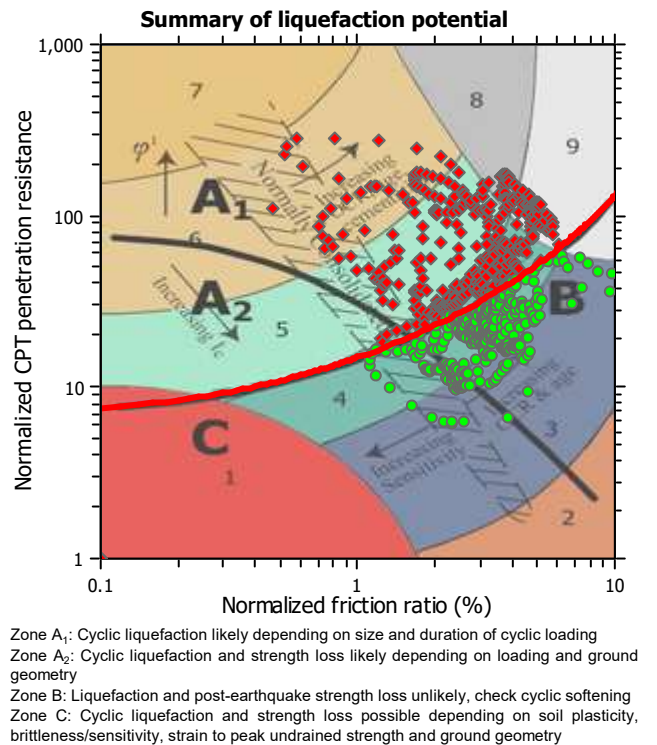 Summary of liquefaction potential
Normalized CPT penetration resistance
1,000
100
10
1
7
8
9
φ'
Increasing
Normally Consolidated
A₁
6
A₂
Increasing Ic
5
B
Increasing
OCR & age
4
3
C
Increasing
Sensitivity
1
2
0.1
1
10
Normalized friction ratio (%)
Zone A₁: Cyclic liquefaction likely depending on size and duration of cyclic loading
Zone A₂: Cyclic liquefaction and strength loss likely depending on loading and ground
geometry
Zone B: Liquefaction and post-earthquake strength loss unlikely, check cyclic softening
Zone C: Cyclic liquefaction and strength loss possible depending on soil plasticity,
brittleness/sensitivity, strain to peak undrained strength and ground geometry